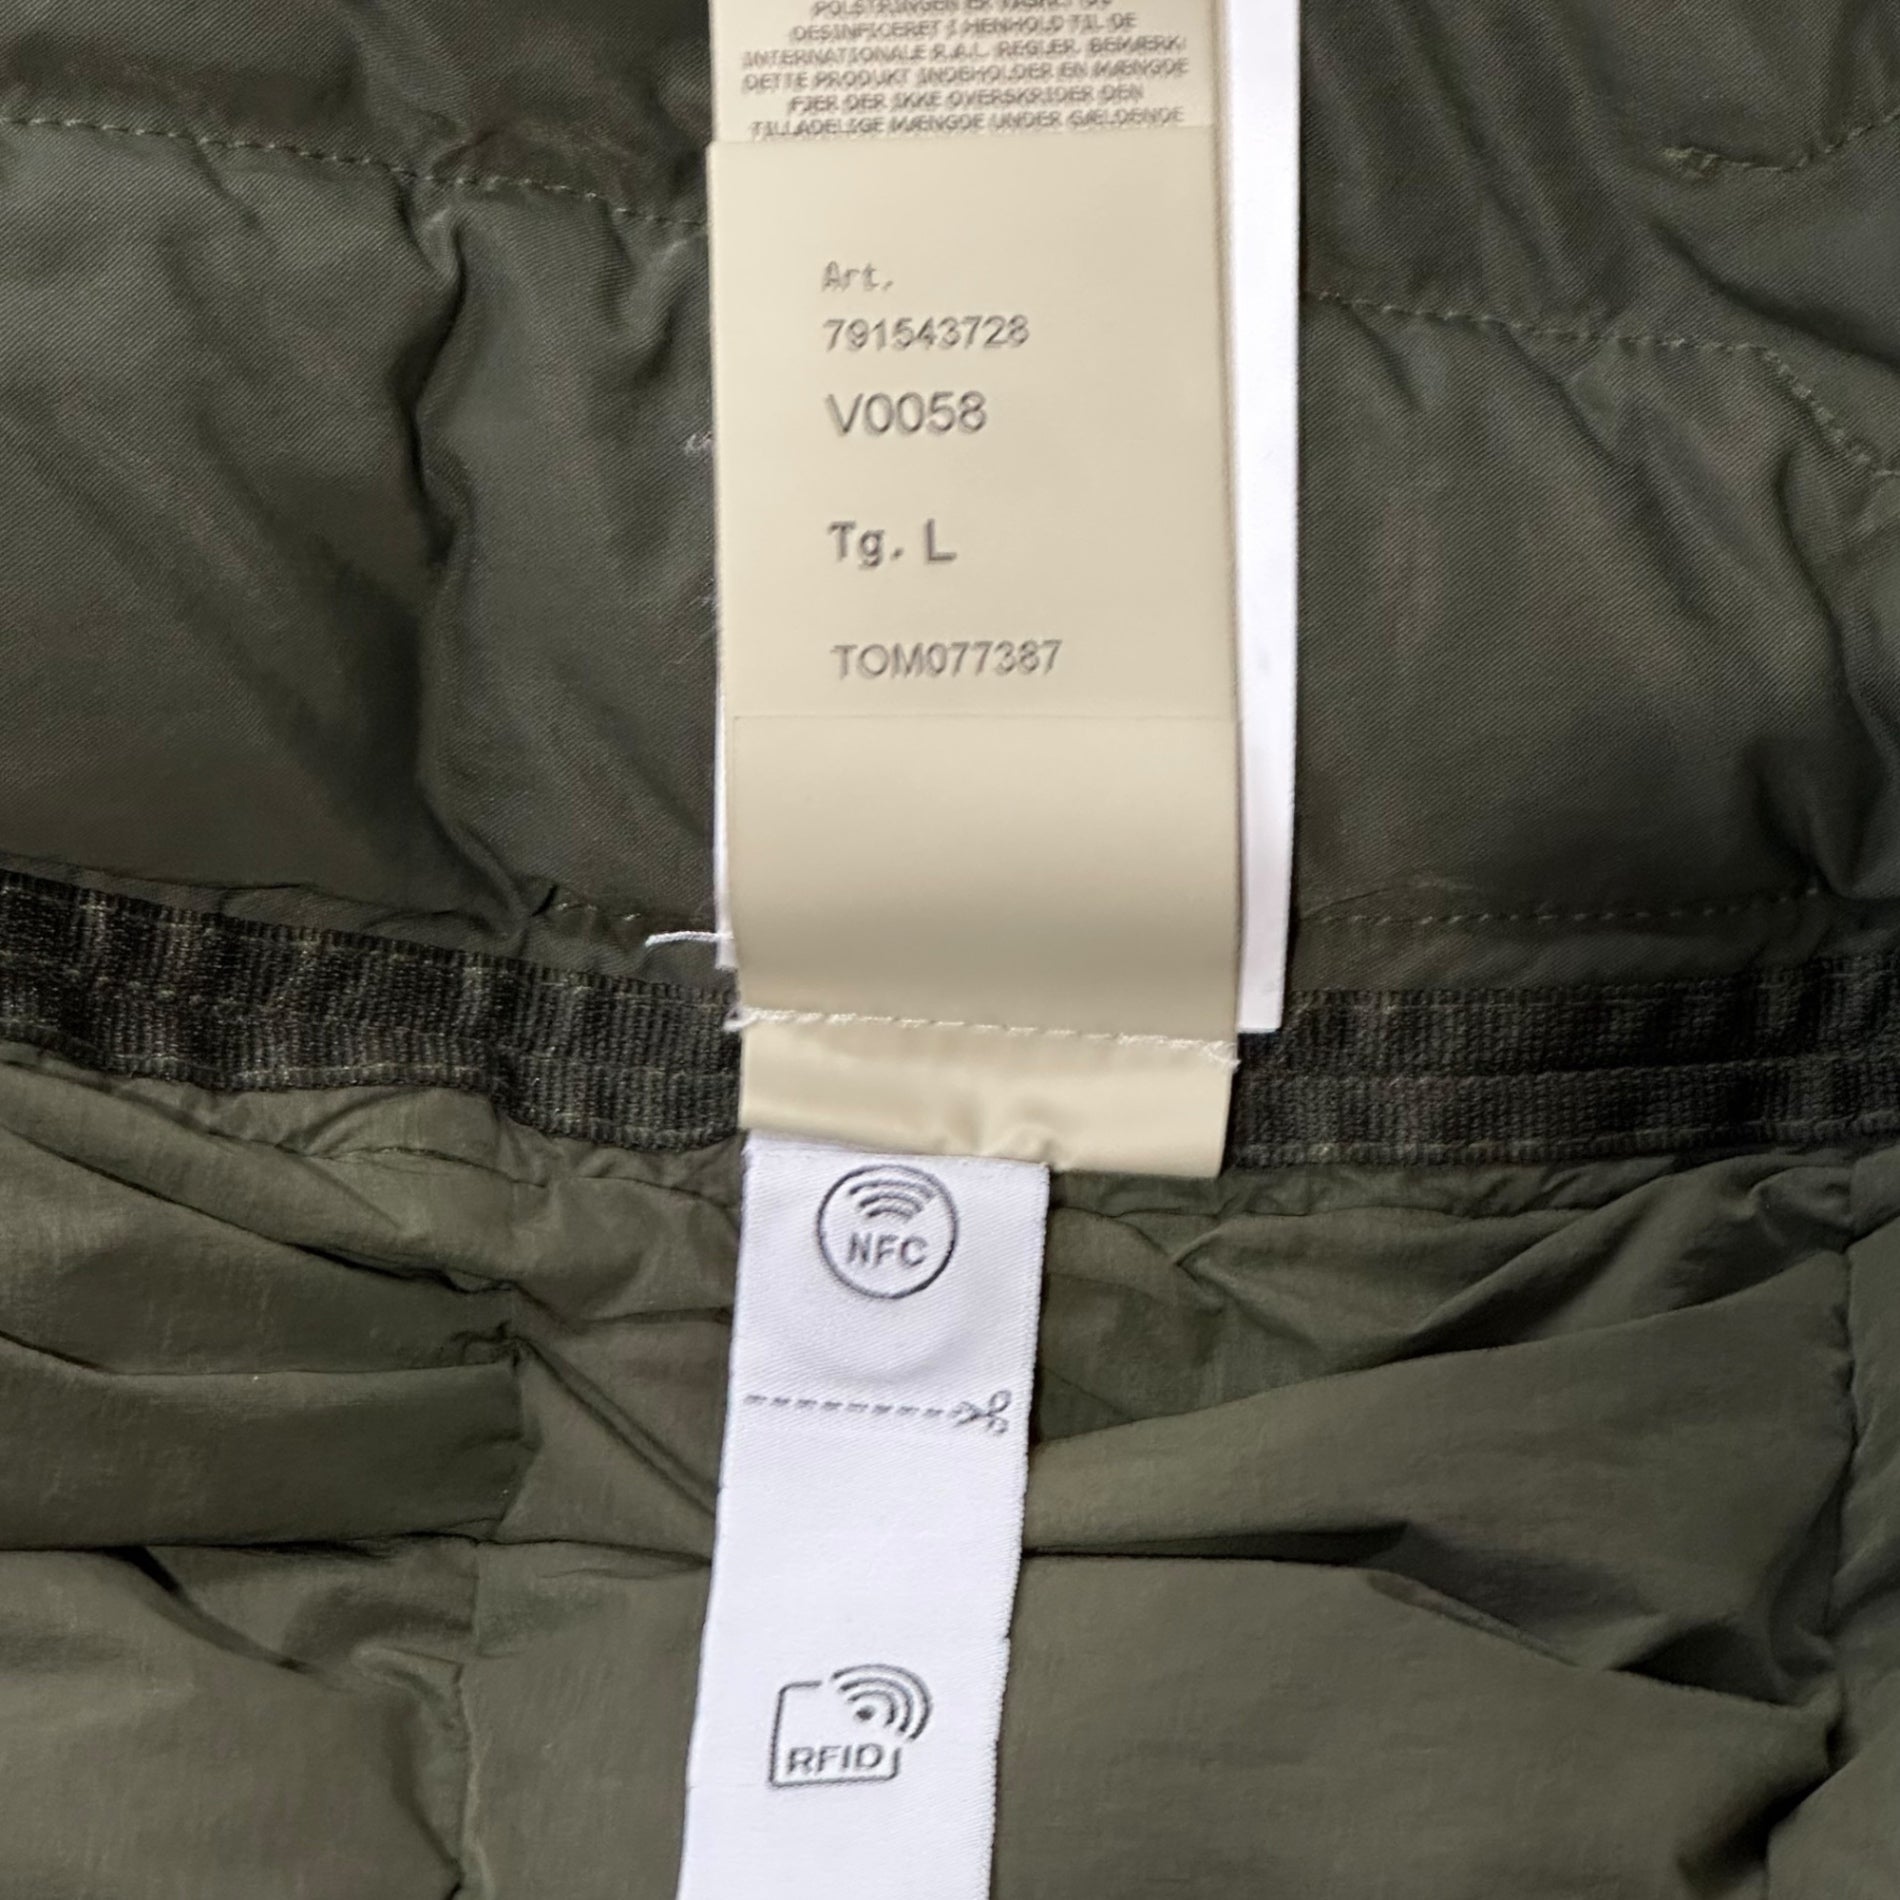 POLSTRINGEN ER VASKET OG
DESINFICERET I HENHOLD TIL DE
INTERNATIONALE R.A.L. REGLER. BEMÆRK:
DETTE PRODUKT INDEHOLDER EN MÆNGDE
FJER DER IKKE OVERSKRIDER DEN
TILLADELIGE MÆNGDE UNDER GÆLDENDE
Art.
791543728
V0058
Tg. L
TOM077387
NFC
RFID